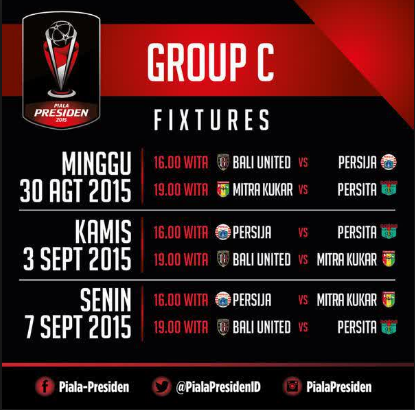 GROUP C
PIALA
PRESIDEN
2015
FIXTURES
MINGGU
30 AGT 2015
16.00 WITA BALI UNITED VS PERSIJA
19.00 WITA MITRA KUKAR VS PERSITA
KAMIS
3 SEPT 2015
16.00 WITA PERSIJA VS PERSITA
19.00 WITA BALI UNITED VS MITRA KUKAR
SENIN
7 SEPT 2015
16.00 WITA PERSIJA VS MITRA KUKAR
19.00 WITA BALI UNITED VS PERSITA
Piala-Presiden @PialaPresidenID PialaPresiden